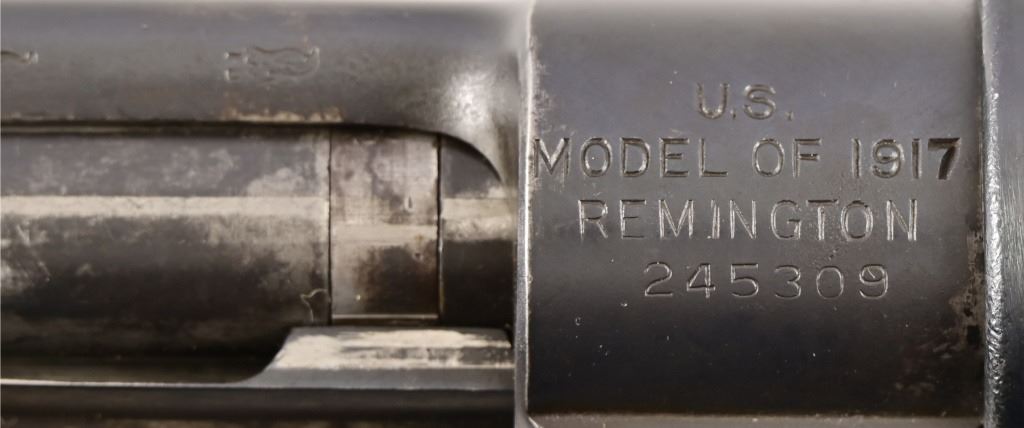 U.S.
MODEL OF 1917
REMINGTON
245309